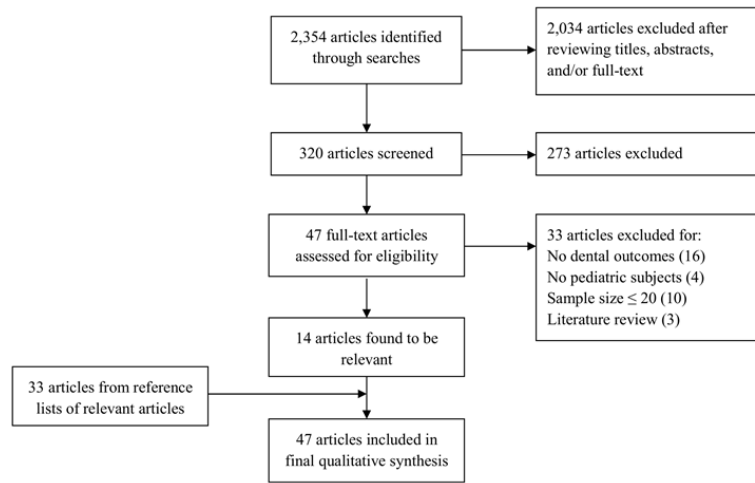 2,354 articles identified
through searches
2,034 articles excluded after
reviewing titles, abstracts,
and/or full-text
320 articles screened
273 articles excluded
47 full-text articles
assessed for eligibility
33 articles excluded for:
No dental outcomes (16)
No pediatric subjects (4)
Sample size ≤ 20 (10)
Literature review (3)
14 articles found to be
relevant
33 articles from reference
lists of relevant articles
47 articles included in
final qualitative synthesis